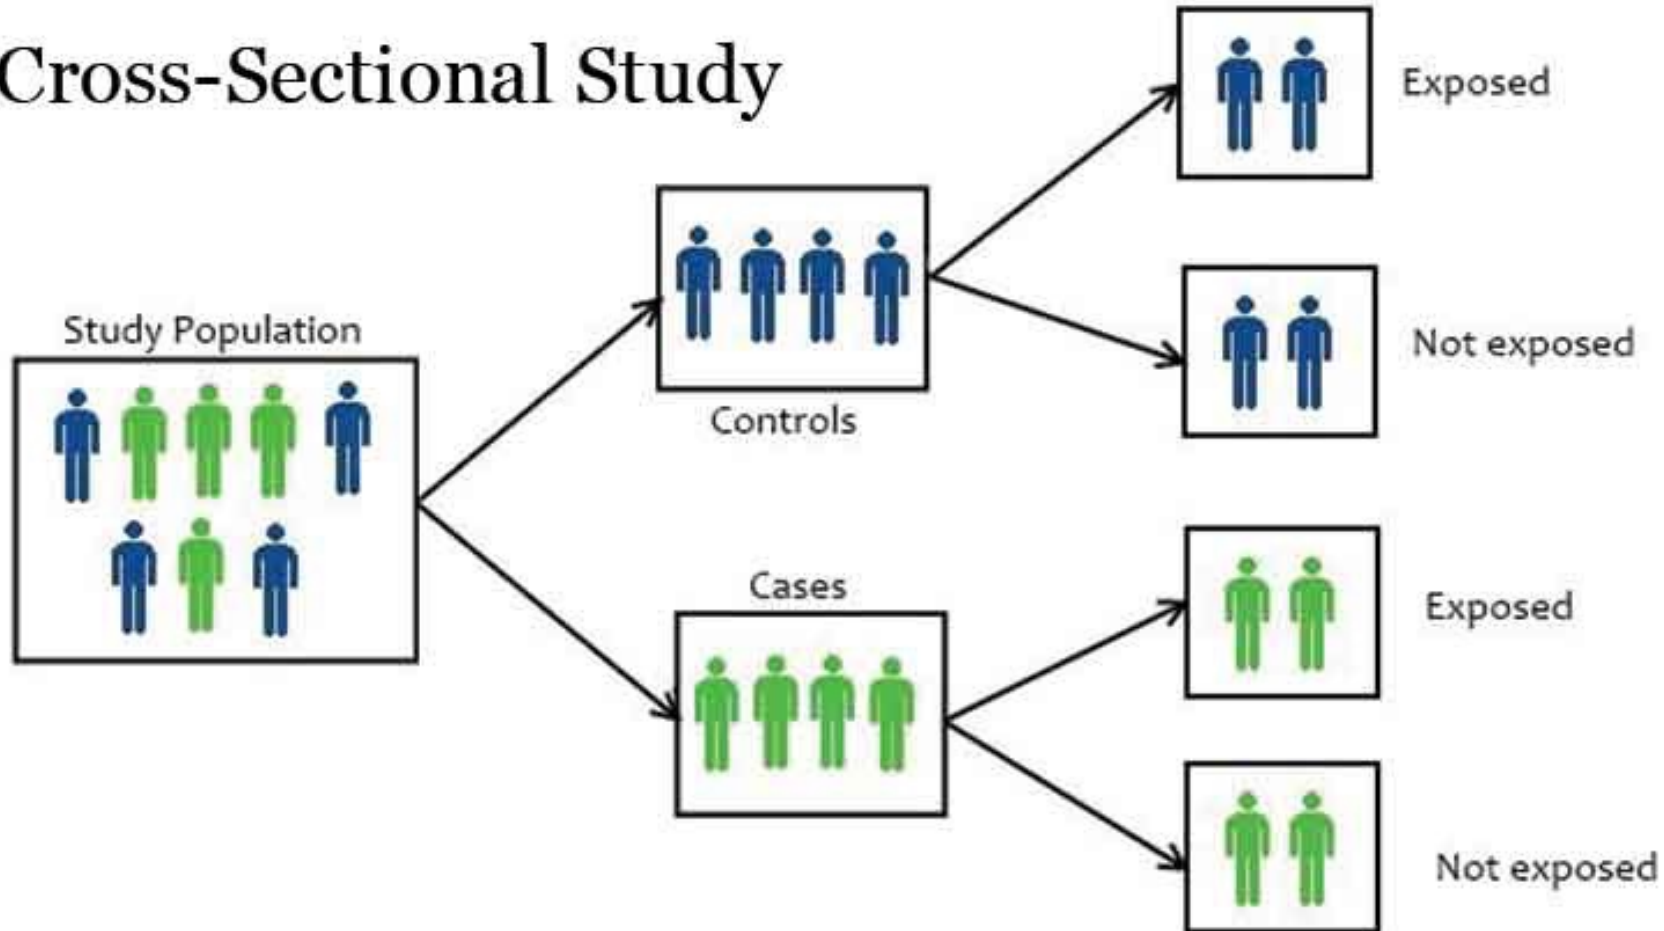 Cross-Sectional Study
Study Population
Controls
Cases
Exposed
Not exposed
Exposed
Not exposed